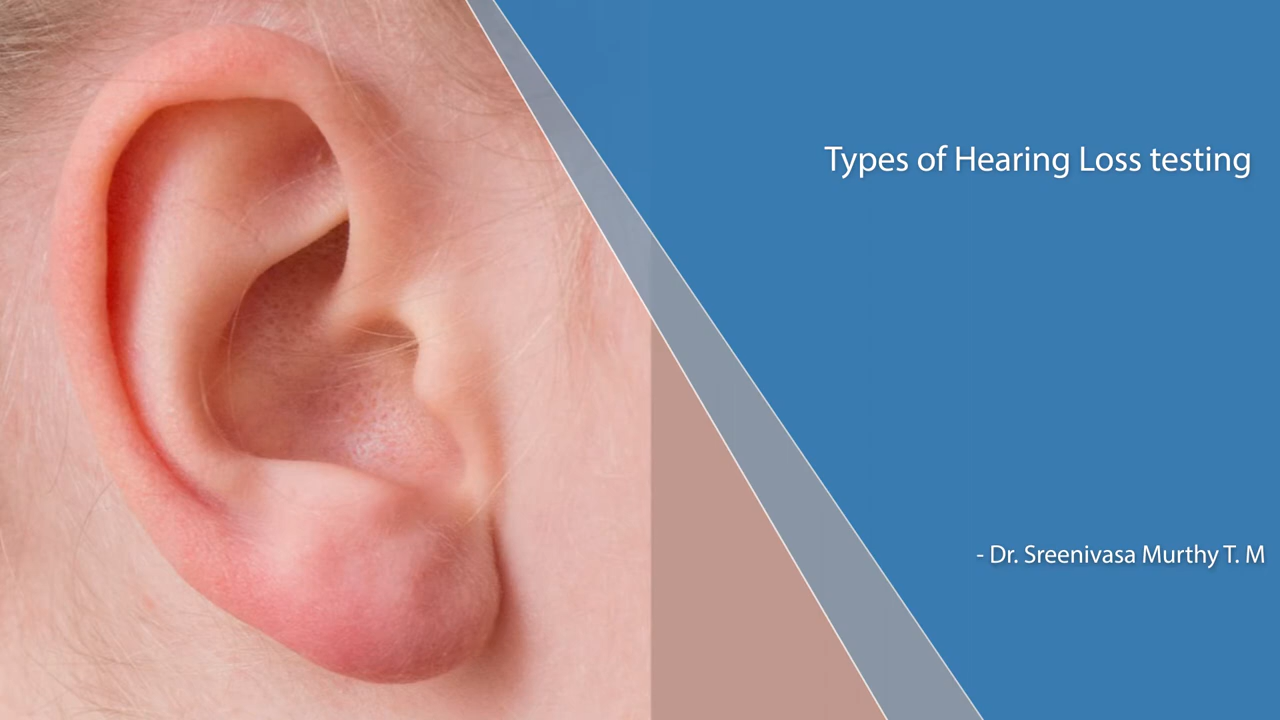 Types of Hearing Loss testing
- Dr. Sreenivasa Murthy T. M